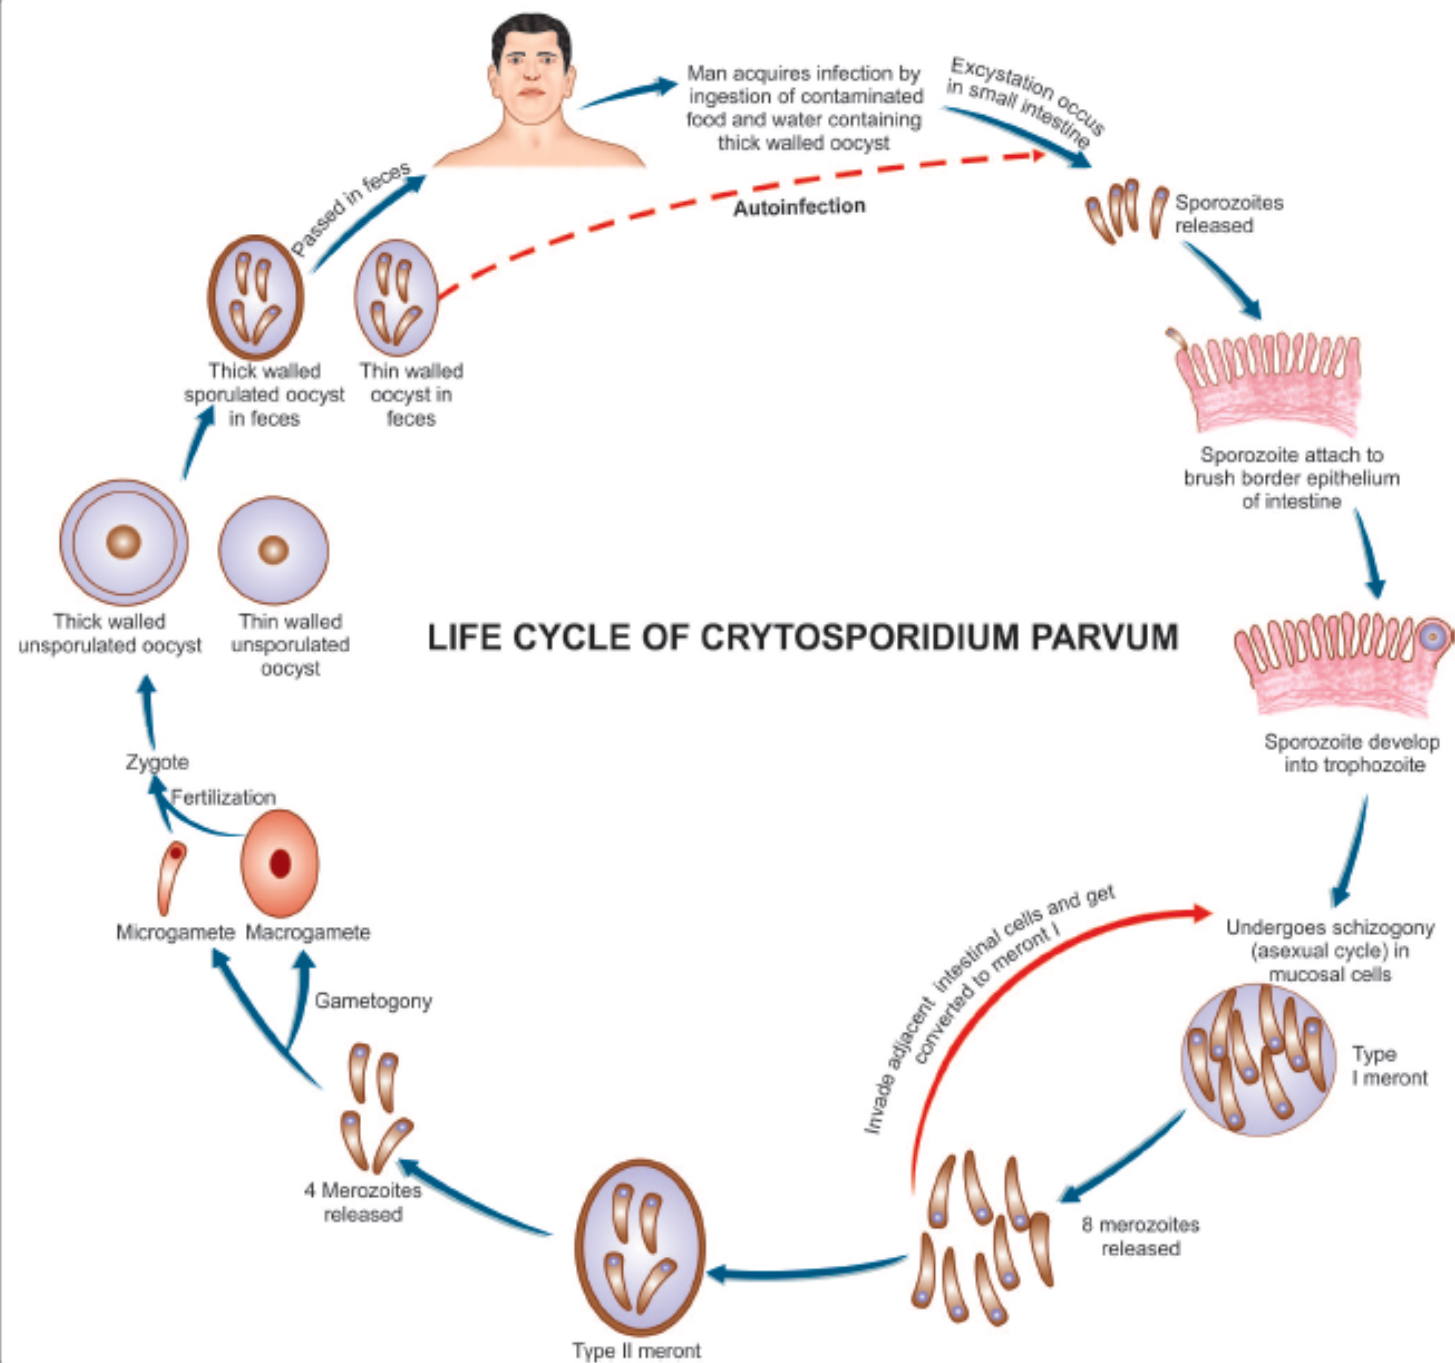 Man acquires infection by
ingestion of contaminated
food and water containing
thick walled oocyst
Excystation occus
in small intestine
Passed in feces
Autoinfection
Sporozoites
released
Thick walled
sporulated oocyst
in feces
Thin walled
oocyst in
feces
Sporozoite attach to
brush border epithelium
of intestine
Thick walled
unsporulated oocyst
Thin walled
unsporulated
oocyst
LIFE CYCLE OF CRYTOSPORIDIUM PARVUM
Sporozoite develop
into trophozoite
Zygote
Fertilization
Microgamete
Macrogamete
Gametogony
Invade adjacent intestinal cells and get
converted to meront I
Undergoes schizogony
(asexual cycle) in
mucosal cells
Type
I meront
4 Merozoites
released
8 merozoites
released
Type II meront